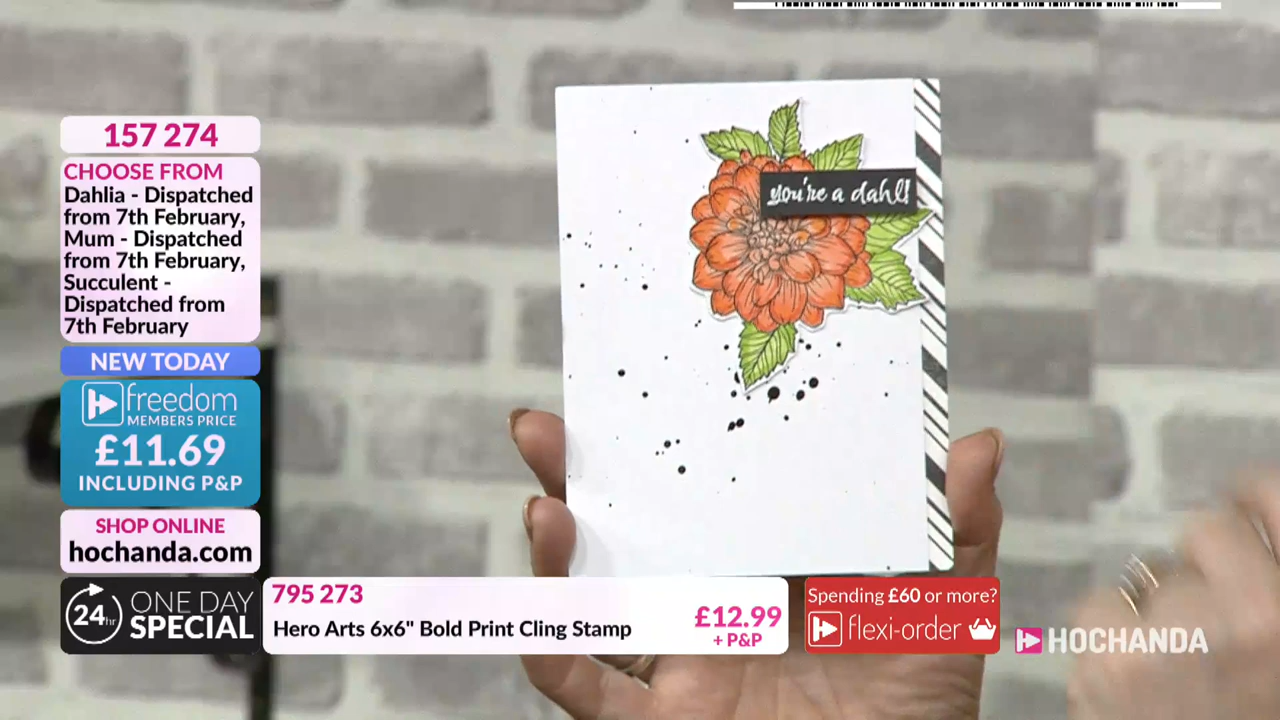 157 274
CHOOSE FROM
Dahlia - Dispatched
from 7th February,
Mum - Dispatched
from 7th February,
Succulent -
Dispatched from
7th February
NEW TODAY
freedom
MEMBERS PRICE
£11.69
INCLUDING P&P
SHOP ONLINE
hochanda.com
24hr ONE DAY
SPECIAL
795 273
Hero Arts 6x6" Bold Print Cling Stamp
£12.99
+ P&P
Spending £60 or more?
flexi-order
HOCHANDA
you're a dahl!